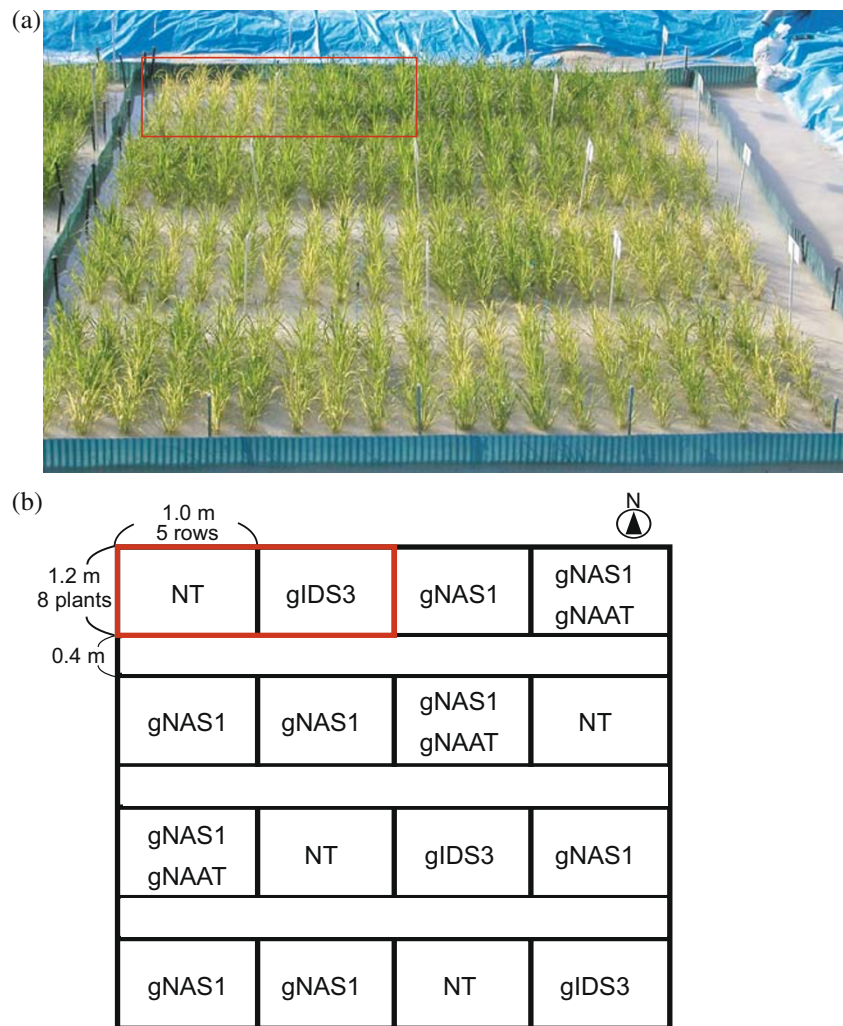 (a)
(b)
N
1.0 m
5 rows
1.2 m
8 plants
0.4 m
NT
gIDS3
gNAS1
gNAS1
gNAAT
gNAS1
gNAS1
gNAS1
gNAAT
NT
gNAS1
gNAAT
NT
gIDS3
gNAS1
gNAS1
gNAS1
NT
gIDS3